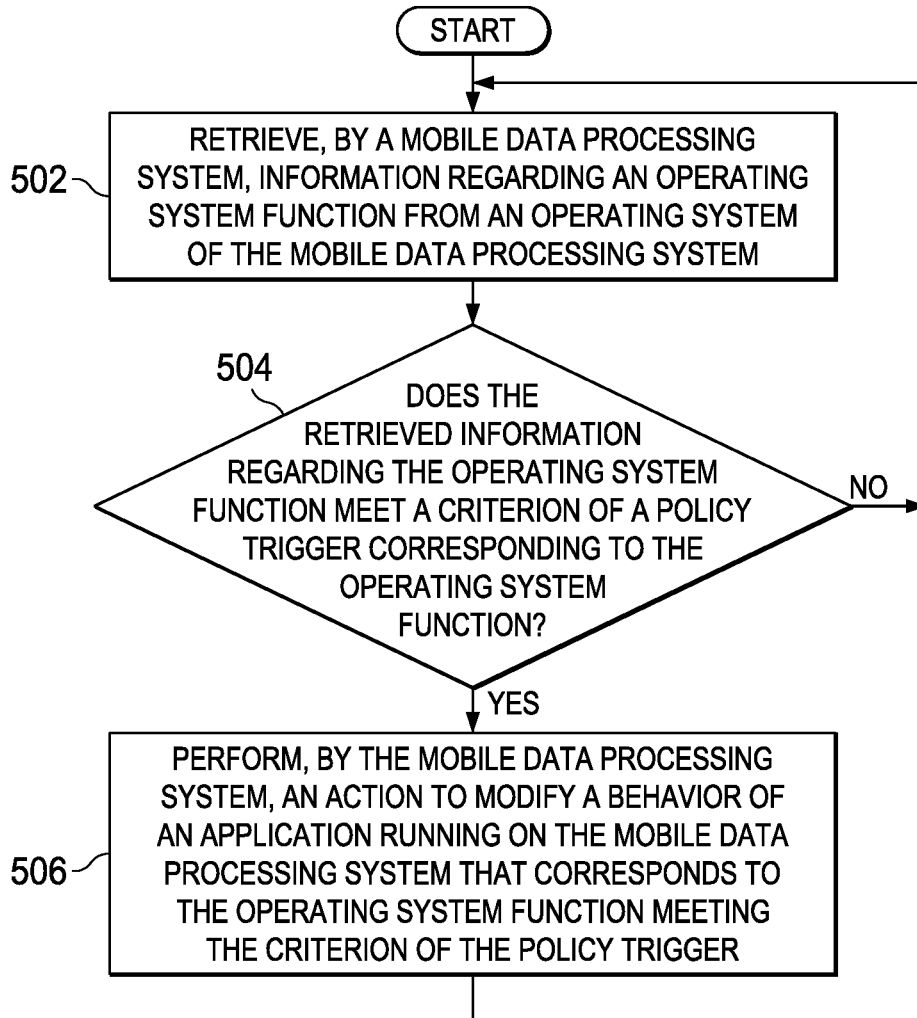 START
502
RETRIEVE, BY A MOBILE DATA PROCESSING
SYSTEM, INFORMATION REGARDING AN OPERATING
SYSTEM FUNCTION FROM AN OPERATING SYSTEM
OF THE MOBILE DATA PROCESSING SYSTEM
504
DOES THE
RETRIEVED INFORMATION
REGARDING THE OPERATING SYSTEM
FUNCTION MEET A CRITERION OF A POLICY
TRIGGER CORRESPONDING TO THE
OPERATING SYSTEM
FUNCTION?
NO
YES
506
PERFORM, BY THE MOBILE DATA PROCESSING
SYSTEM, AN ACTION TO MODIFY A BEHAVIOR OF
AN APPLICATION RUNNING ON THE MOBILE DATA
PROCESSING SYSTEM THAT CORRESPONDS TO
THE OPERATING SYSTEM FUNCTION MEETING
THE CRITERION OF THE POLICY TRIGGER